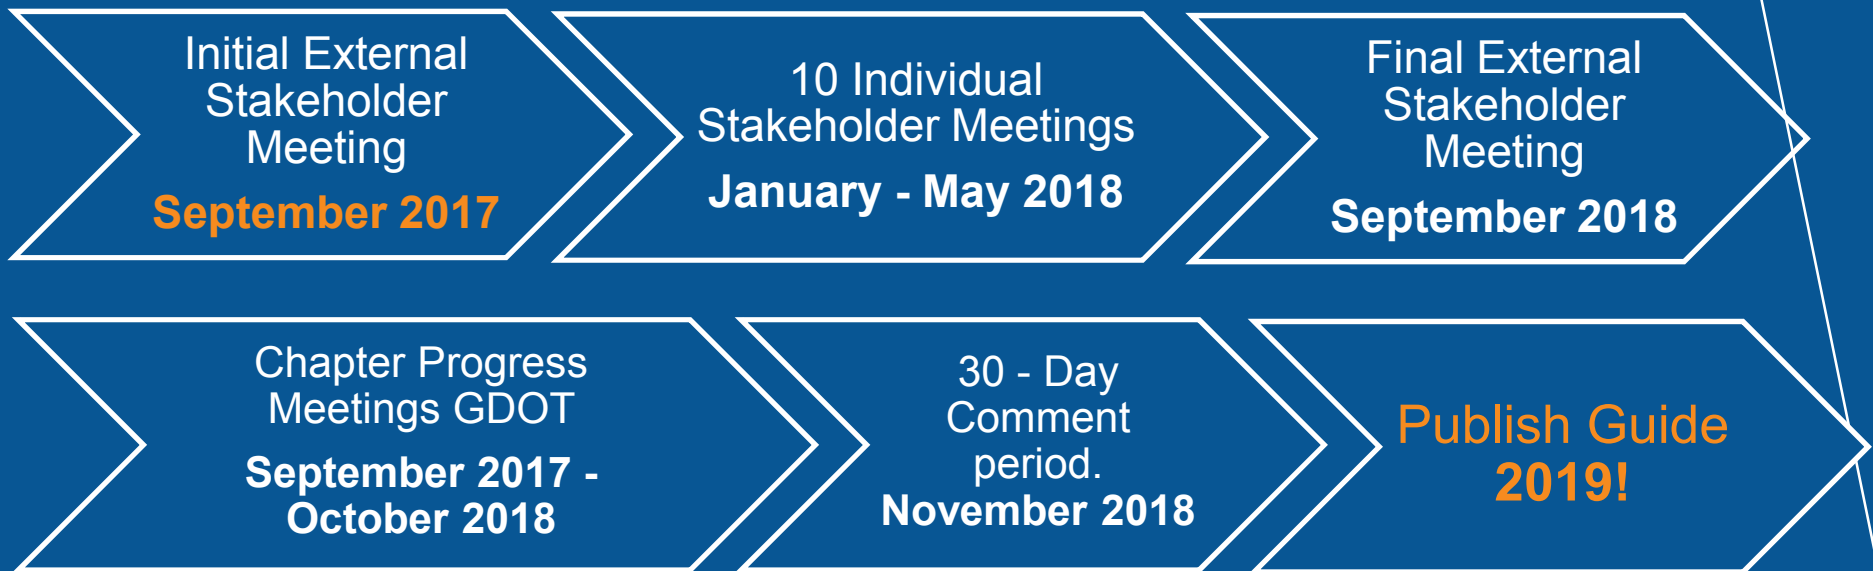 Initial External
Stakeholder
Meeting
September 2017
10 Individual
Stakeholder Meetings
January - May 2018
Final External
Stakeholder
Meeting
September 2018
Chapter Progress
Meetings GDOT
September 2017 -
October 2018
30 - Day
Comment
period.
November 2018
Publish Guide
2019!